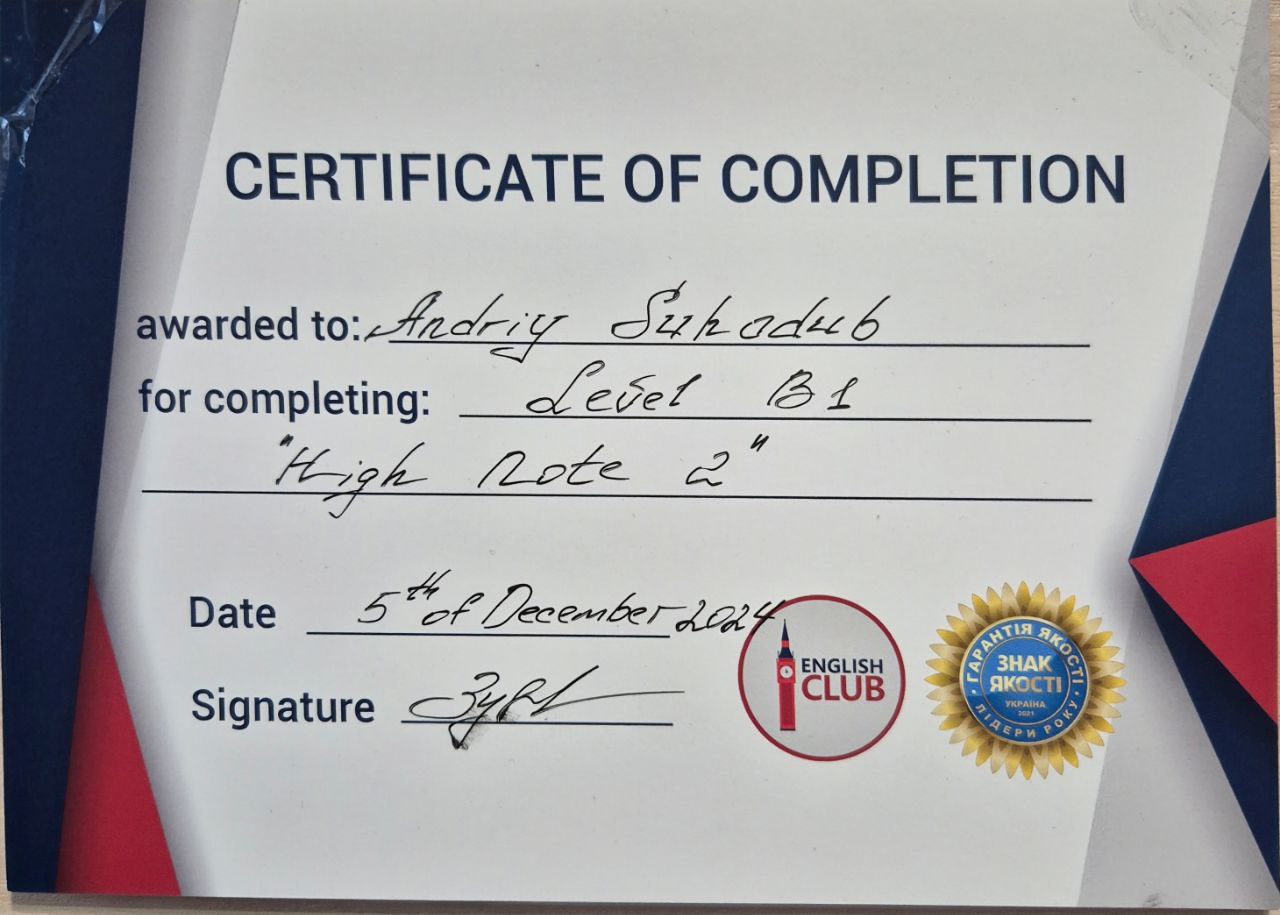 CERTIFICATE OF COMPLETION
awarded to: Andriy Suhodub
for completing: Level B1
"High Note 2"
Date 5th of December 2024
Signature
ENGLISH
CLUB
ГАРАНТІЯ ЯКОСТІ
ЗНАК
ЯКОСТІ
УКРАЇНА
2021
ЛІДЕРИ РОКУ